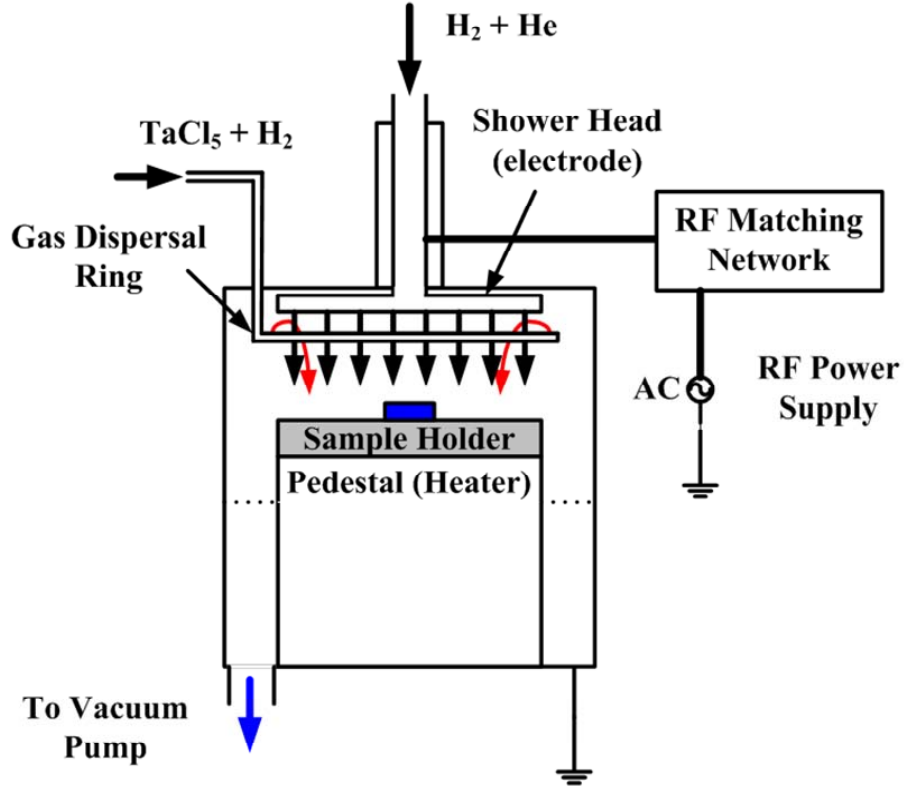 H₂ + He
TaCl₅ + H₂
Shower Head
(electrode)
Gas Dispersal
Ring
RF Matching
Network
AC
RF Power
Supply
Sample Holder
Pedestal (Heater)
To Vacuum
Pump